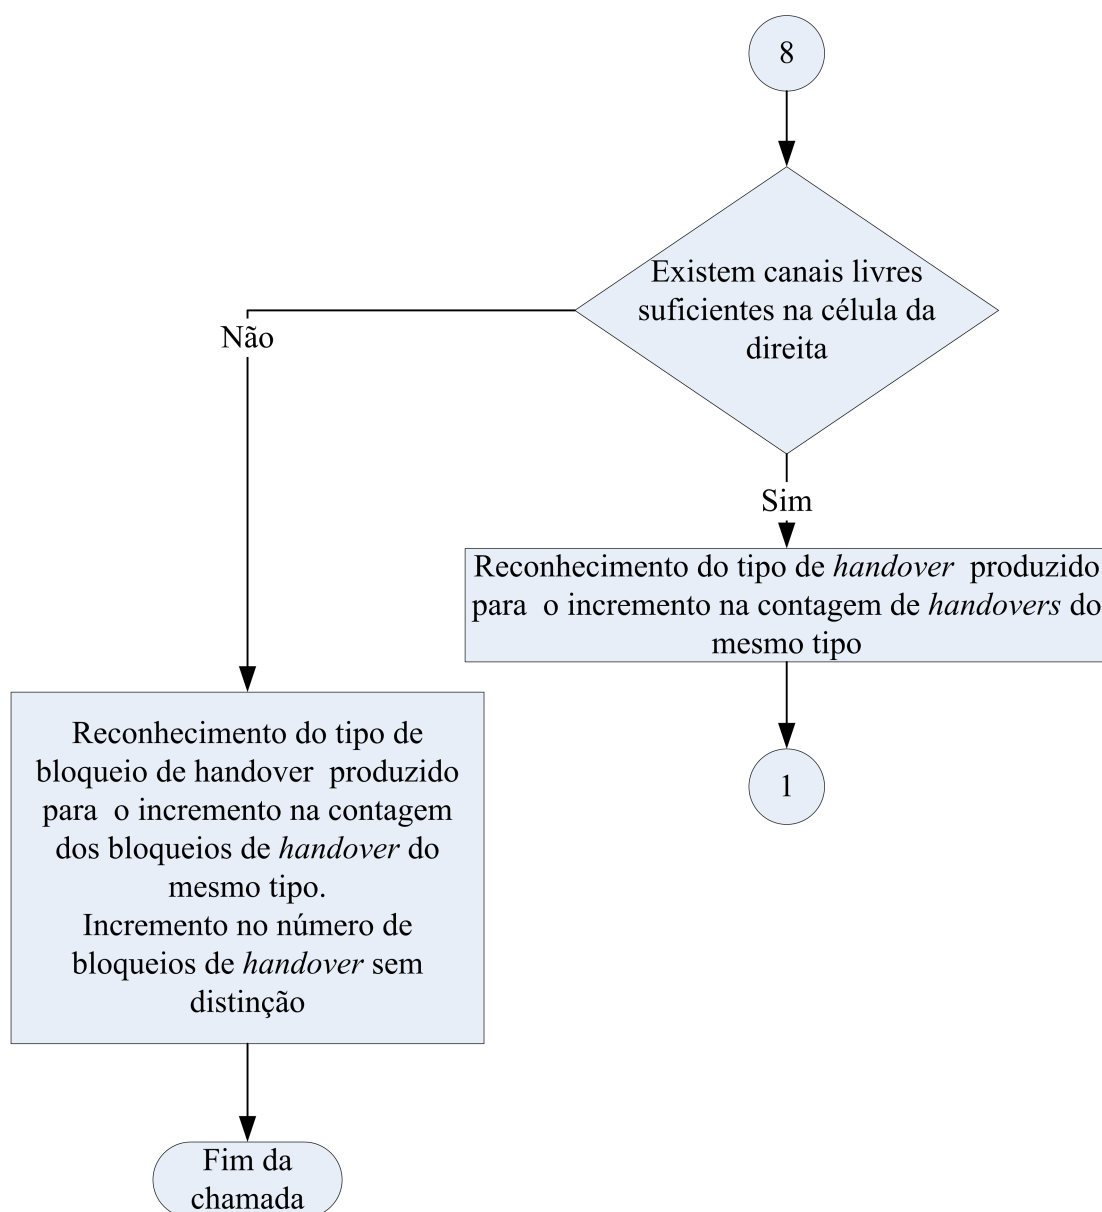 8
Existem canais livres
suficientes na célula da
direita
Não
Sim
Reconhecimento do tipo de handover produzido
para o incremento na contagem de handovers do
mesmo tipo
Reconhecimento do tipo de
bloqueio de handover produzido
para o incremento na contagem
dos bloqueios de handover do
mesmo tipo.
Incremento no número de
bloqueios de handover sem
distinção
1
Fim da
chamada